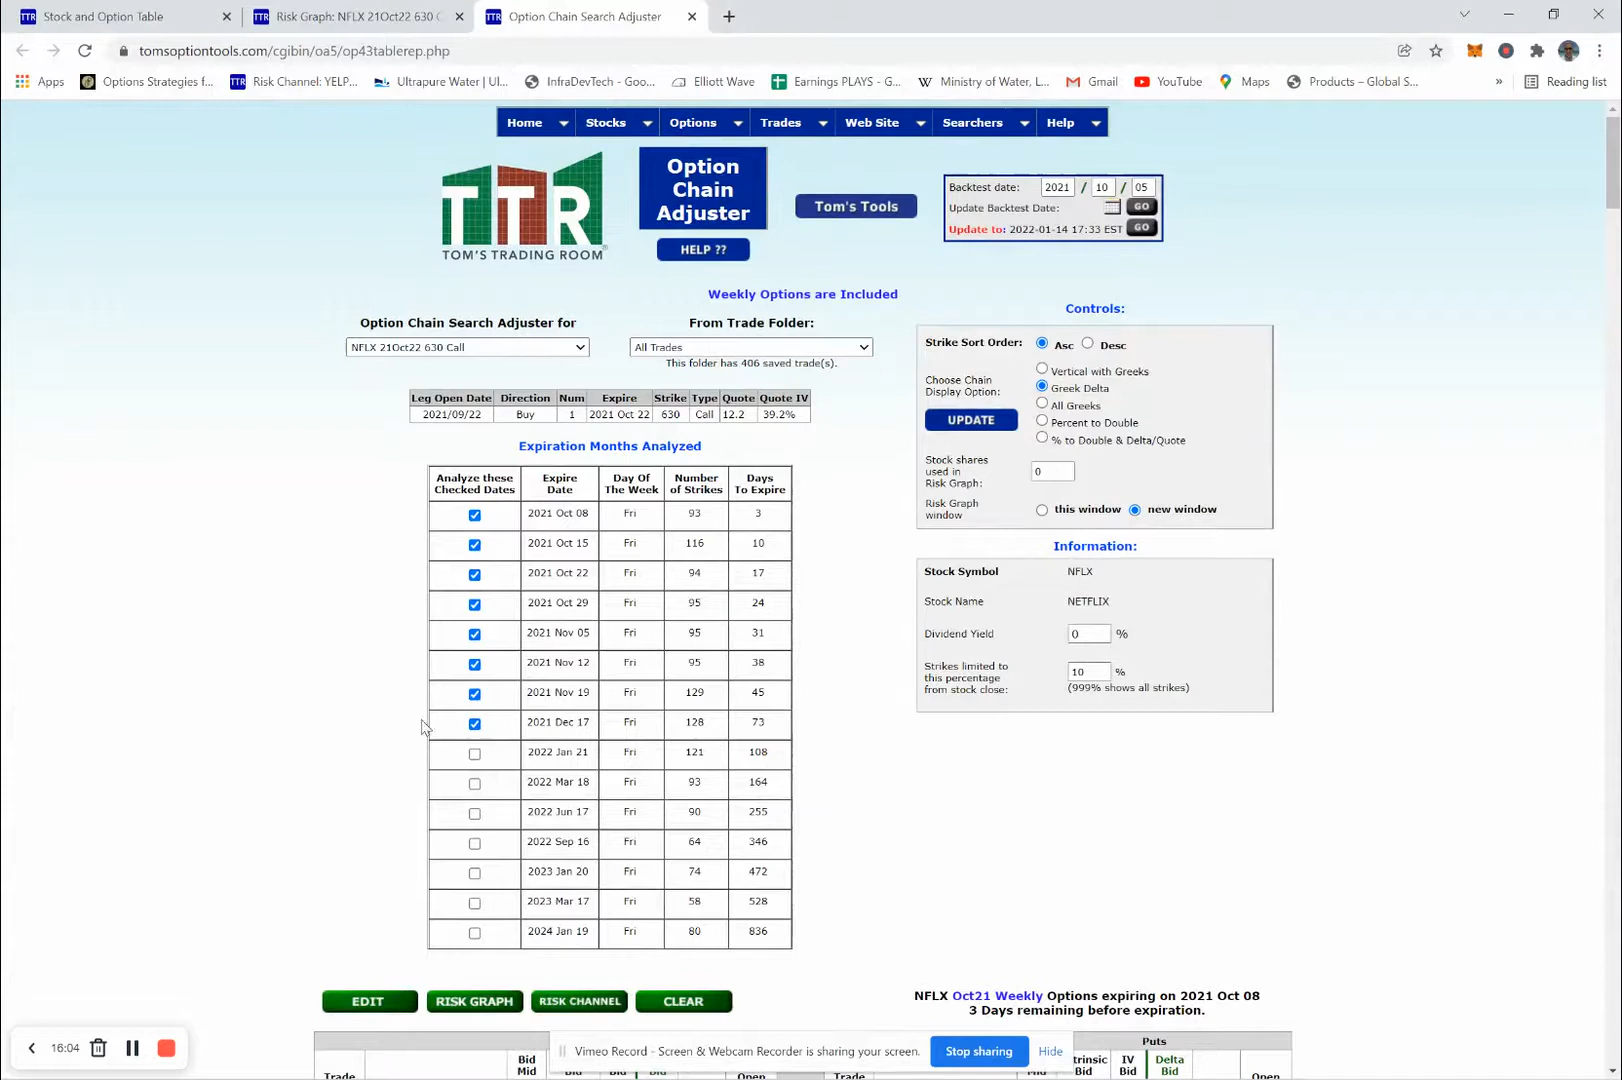 Stock and Option Table
Risk Graph: NFLX 21Oct22 630 C
Option Chain Search Adjuster
tomsoptiontools.com/cgibin/oa5/op43tablerep.php
Apps
Options Strategies f...
Risk Channel: YELP...
Ultrapure Water | Ul...
InfraDevTech - Goo...
Elliott Wave
Earnings PLAYS - G...
Ministry of Water, L...
Gmail
YouTube
Maps
Products – Global S...
»
Reading list
Home
Stocks
Options
Trades
Web Site
Searchers
Help
TTR
TOM'S TRADING ROOM®
Option
Chain
Adjuster
HELP ??
Tom's Tools
Backtest date: 2021 / 10 / 05
Update Backtest Date: GO
Update to: 2022-01-14 17:33 EST GO
Weekly Options are Included
Option Chain Search Adjuster for
NFLX 21Oct22 630 Call
From Trade Folder:
All Trades
This folder has 406 saved trade(s).
Leg Open Date Direction Num Expire Strike Type Quote Quote IV
2021/09/22 Buy 1 2021 Oct 22 630 Call 12.2 39.2%
Expiration Months Analyzed
Analyze these Expire Day Of Number Days
Checked Dates Date The Week of Strikes To Expire
2021 Oct 08 Fri 93 3
2021 Oct 15 Fri 116 10
2021 Oct 22 Fri 94 17
2021 Oct 29 Fri 95 24
2021 Nov 05 Fri 95 31
2021 Nov 12 Fri 95 38
2021 Nov 19 Fri 129 45
2021 Dec 17 Fri 128 73
2022 Jan 21 Fri 121 108
2022 Mar 18 Fri 93 164
2022 Jun 17 Fri 90 255
2022 Sep 16 Fri 64 346
2023 Jan 20 Fri 74 472
2023 Mar 17 Fri 58 528
2024 Jan 19 Fri 80 836
Controls:
Strike Sort Order: Asc Desc
Choose Chain
Display Option:
UPDATE
Vertical with Greeks
Greek Delta
All Greeks
Percent to Double
% to Double & Delta/Quote
Stock shares
used in
Risk Graph:
0
Risk Graph
window
this window new window
Information:
Stock Symbol NFLX
Stock Name NETFLIX
Dividend Yield 0 %
Strikes limited to
this percentage
from stock close:
10 %
(999% shows all strikes)
EDIT
RISK GRAPH
RISK CHANNEL
CLEAR
NFLX Oct21 Weekly Options expiring on 2021 Oct 08
3 Days remaining before expiration.
16:04
Vimeo Record - Screen & Webcam Recorder is sharing your screen.
Stop sharing
Hide
Puts
Bid
Mid
IV
Bid
Delta
Bid
Trade
Open
Trade
Open